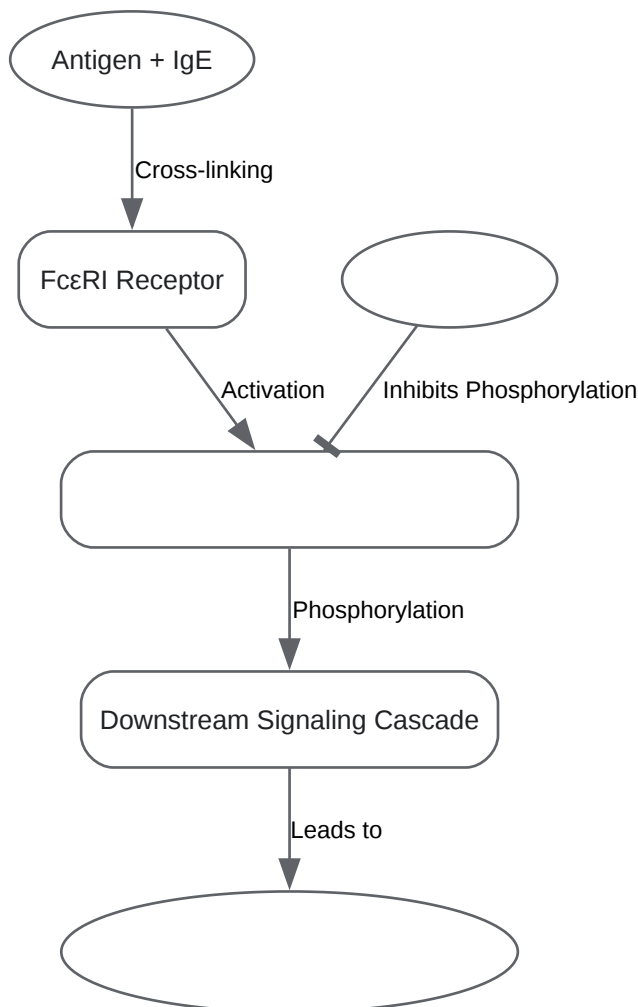 Antigen + IgE
Cross-linking
FcεRI Receptor
Activation
Inhibits Phosphorylation
Phosphorylation
Downstream Signaling Cascade
Leads to